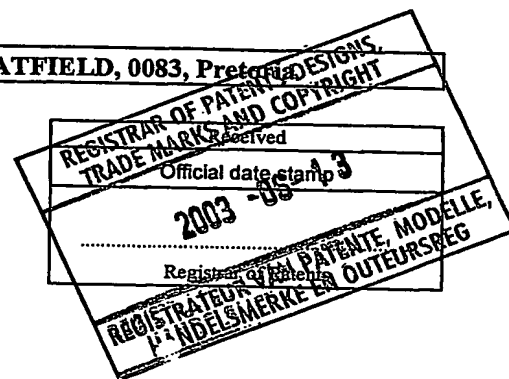 ATFIELD, 0083, Pretoria
REGISTRAR OF PATENTS, DESIGNS,
TRADE MARKS AND COPYRIGHT
Received
Official date stamp
2003 -05- 13
Registrar of Patents
REGISTRATEUR VAN PATENTE, MODELLE,
HANDELSMERKE EN OUTEURSREG